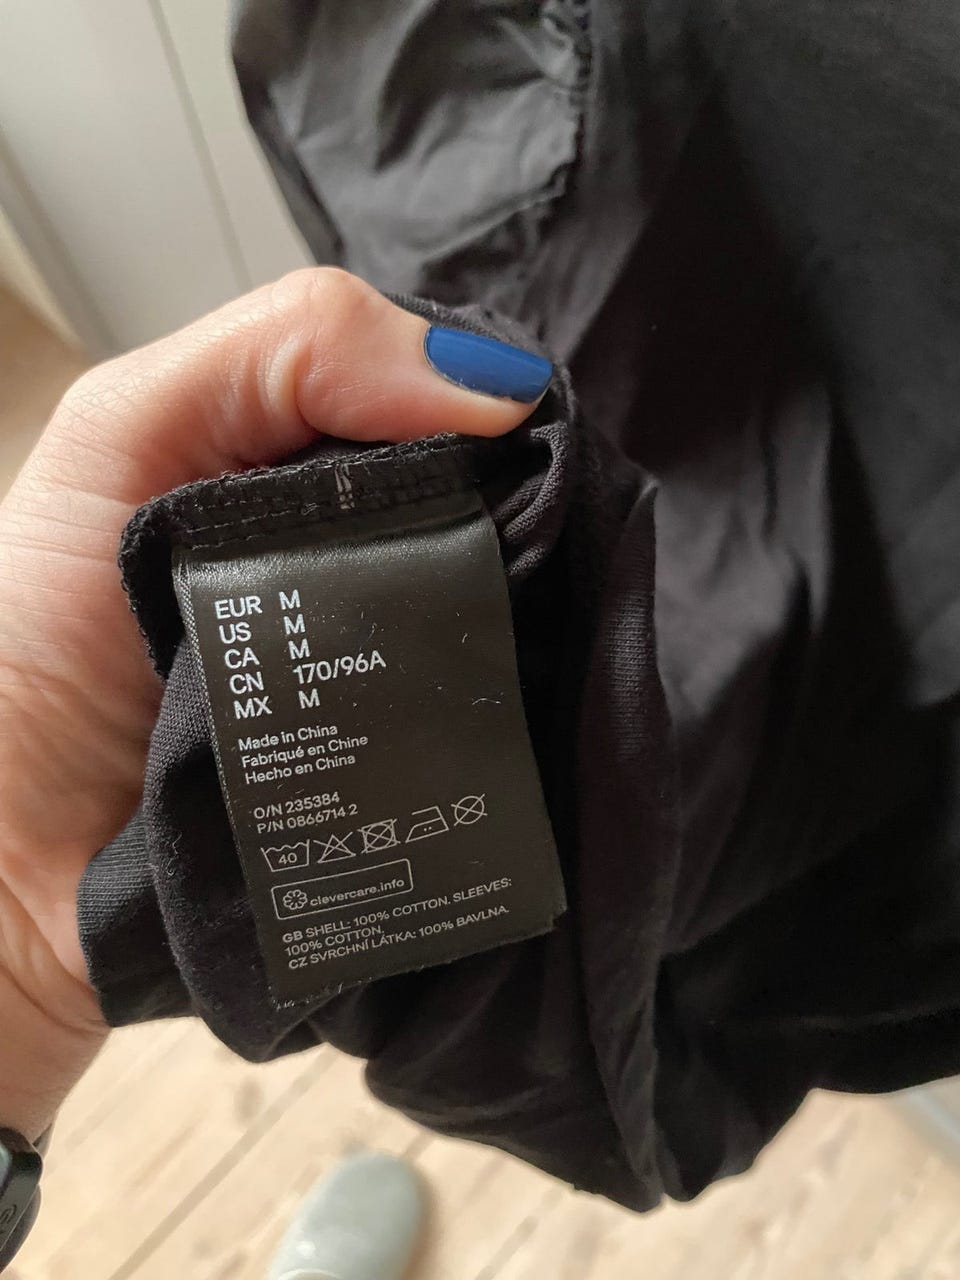 EUR M
US M
CA M
CN 170/96A
MX M
Made in China
Fabriqué en Chine
Hecho en China
O/N 235384
P/N 0866714 2
40
clevercare.info
GB SHELL: 100% COTTON. SLEEVES:
100% COTTON.
CZ SVRCHNÍ LÁTKA: 100% BAVLNA.